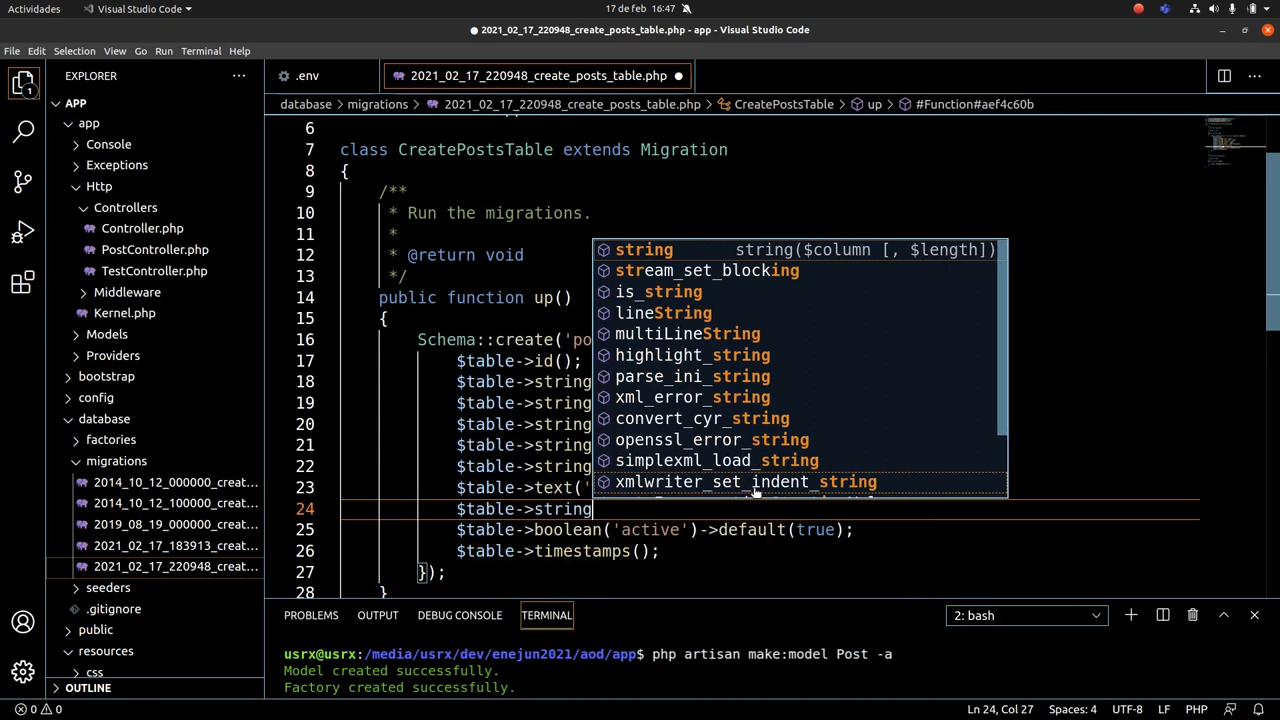 Actividades
Visual Studio Code
17 de feb 16:47
● 2021_02_17_220948_create_posts_table.php - app - Visual Studio Code
File Edit Selection View Go Run Terminal Help
EXPLORER
APP
app
Console
Exceptions
Http
Controllers
Controller.php
PostController.php
TestController.php
Middleware
Kernel.php
Models
Providers
bootstrap
config
database
factories
migrations
2014_10_12_000000_creat...
2014_10_12_100000_creat...
2019_08_19_000000_creat...
2021_02_17_183913_creat...
2021_02_17_220948_creat...
seeders
.gitignore
public
resources
css
OUTLINE
1
.env
2021_02_17_220948_create_posts_table.php ●
database > migrations > 2021_02_17_220948_create_posts_table.php > CreatePostsTable > up > #Function#aef4c60b
6
7 class CreatePostsTable extends Migration
8 {
9 /**
10 * Run the migrations.
11 *
12 * @return void
13 */
14 public function up()
15 {
16 Schema::create('po
17 $table->id();
18 $table->string
19 $table->string
20 $table->string
21 $table->string
22 $table->string
23 $table->text('
24 $table->string
25 $table->boolean('active')->default(true);
26 $table->timestamps();
27 });
28 }
string string($column [, $length])
stream_set_blocking
is_string
lineString
multiLineString
highlight_string
parse_ini_string
xml_error_string
convert_cyr_string
openssl_error_string
simplexml_load_string
xmlwriter_set_indent_string
PROBLEMS OUTPUT DEBUG CONSOLE TERMINAL
2: bash
usrx@usrx:/media/usrx/dev/enejun2021/aod/app$ php artisan make:model Post -a
Model created successfully.
Factory created successfully.
0 0
Ln 24, Col 27 Spaces: 4 UTF-8 LF PHP